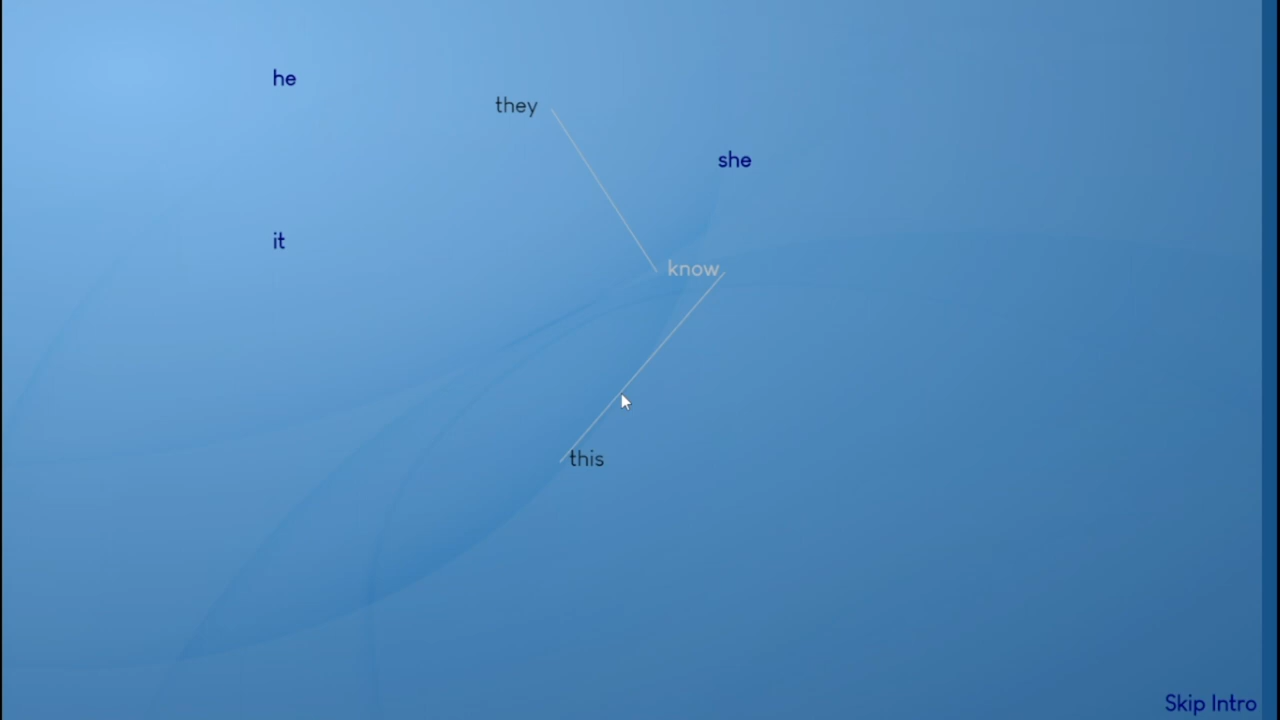 he
they
she
it
know
this
Skip Intro